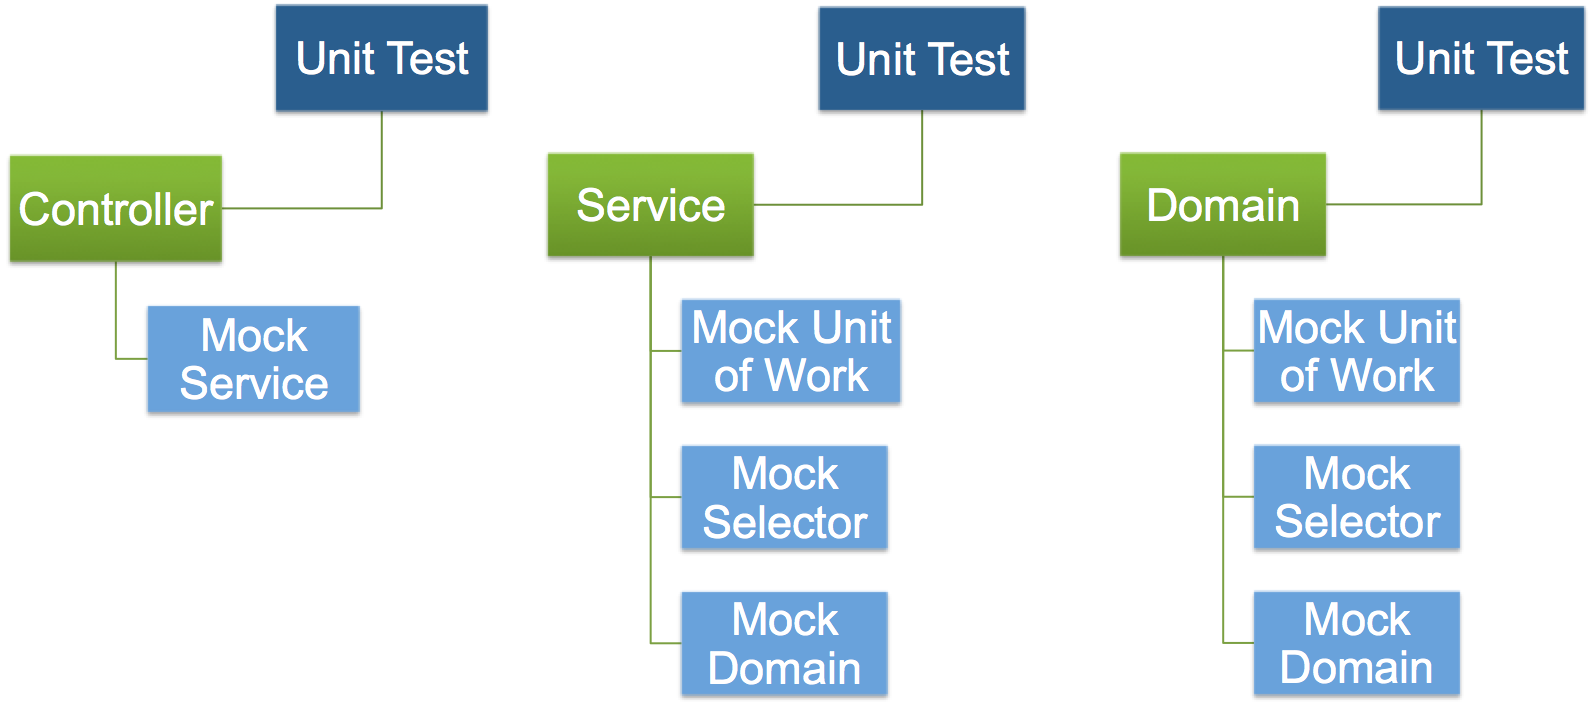 Unit Test
Controller
Mock
Service
Unit Test
Service
Mock Unit
of Work
Mock
Selector
Mock
Domain
Unit Test
Domain
Mock Unit
of Work
Mock
Selector
Mock
Domain